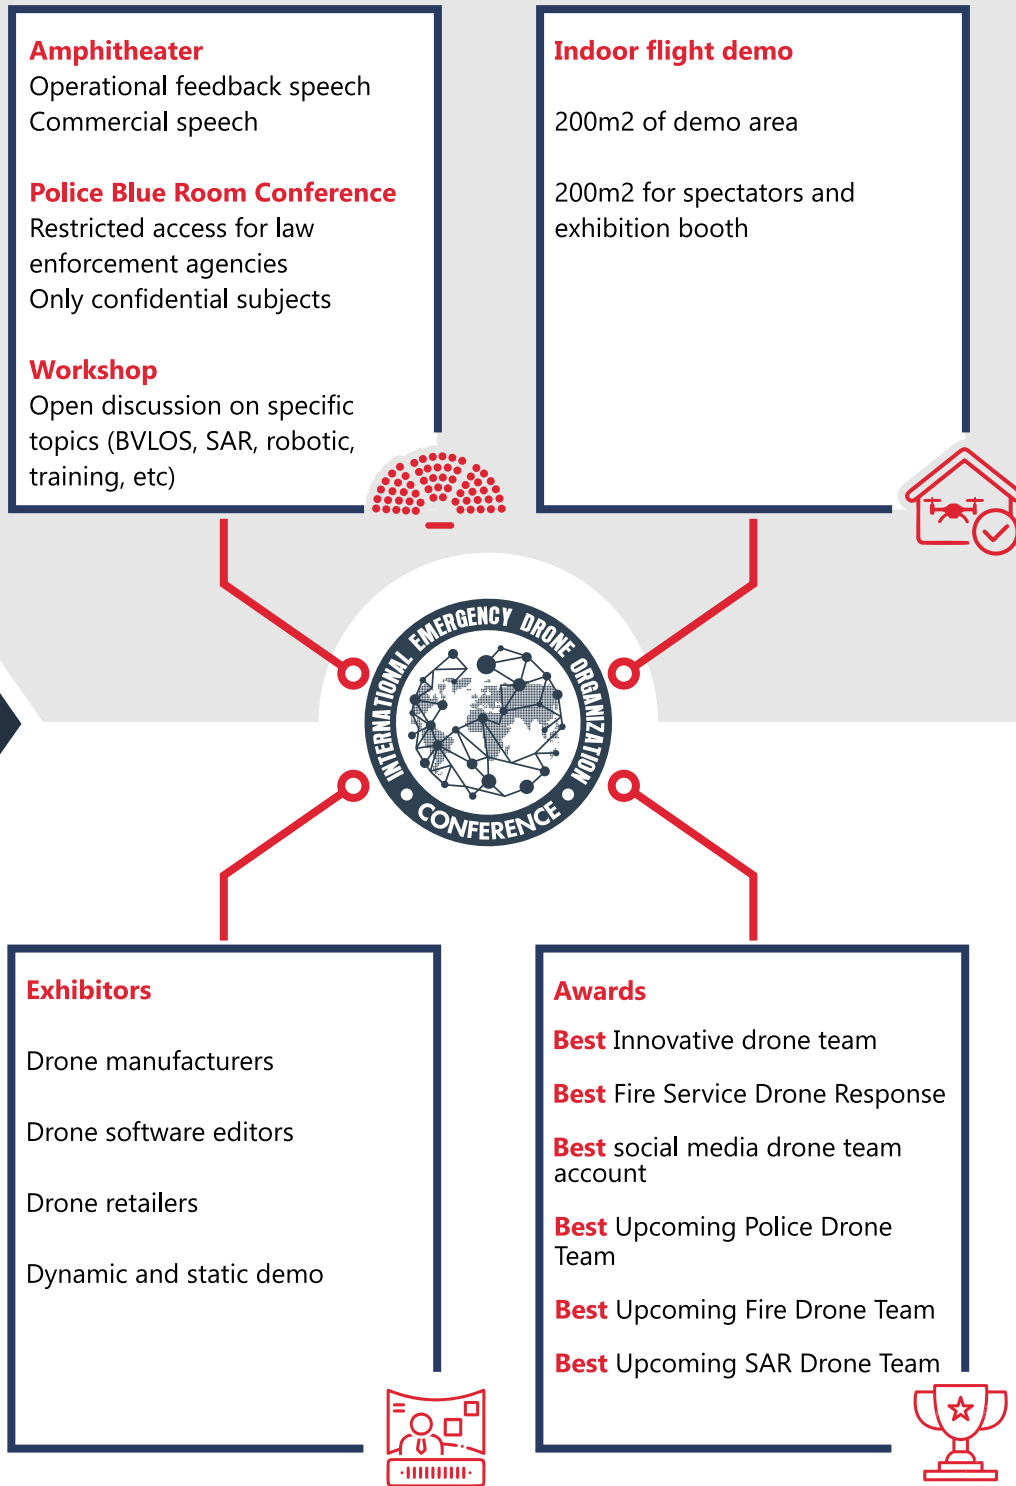 Amphitheater
Operational feedback speech
Commercial speech
Police Blue Room Conference
Restricted access for law
enforcement agencies
Only confidential subjects
Workshop
Open discussion on specific
topics (BVLOS, SAR, robotic,
training, etc)
Indoor flight demo
200m2 of demo area
200m2 for spectators and
exhibition booth
INTERNATIONAL EMERGENCY DRONE ORGANIZATION
CONFERENCE
Exhibitors
Drone manufacturers
Drone software editors
Drone retailers
Dynamic and static demo
Awards
Best Innovative drone team
Best Fire Service Drone Response
Best social media drone team
account
Best Upcoming Police Drone
Team
Best Upcoming Fire Drone Team
Best Upcoming SAR Drone Team